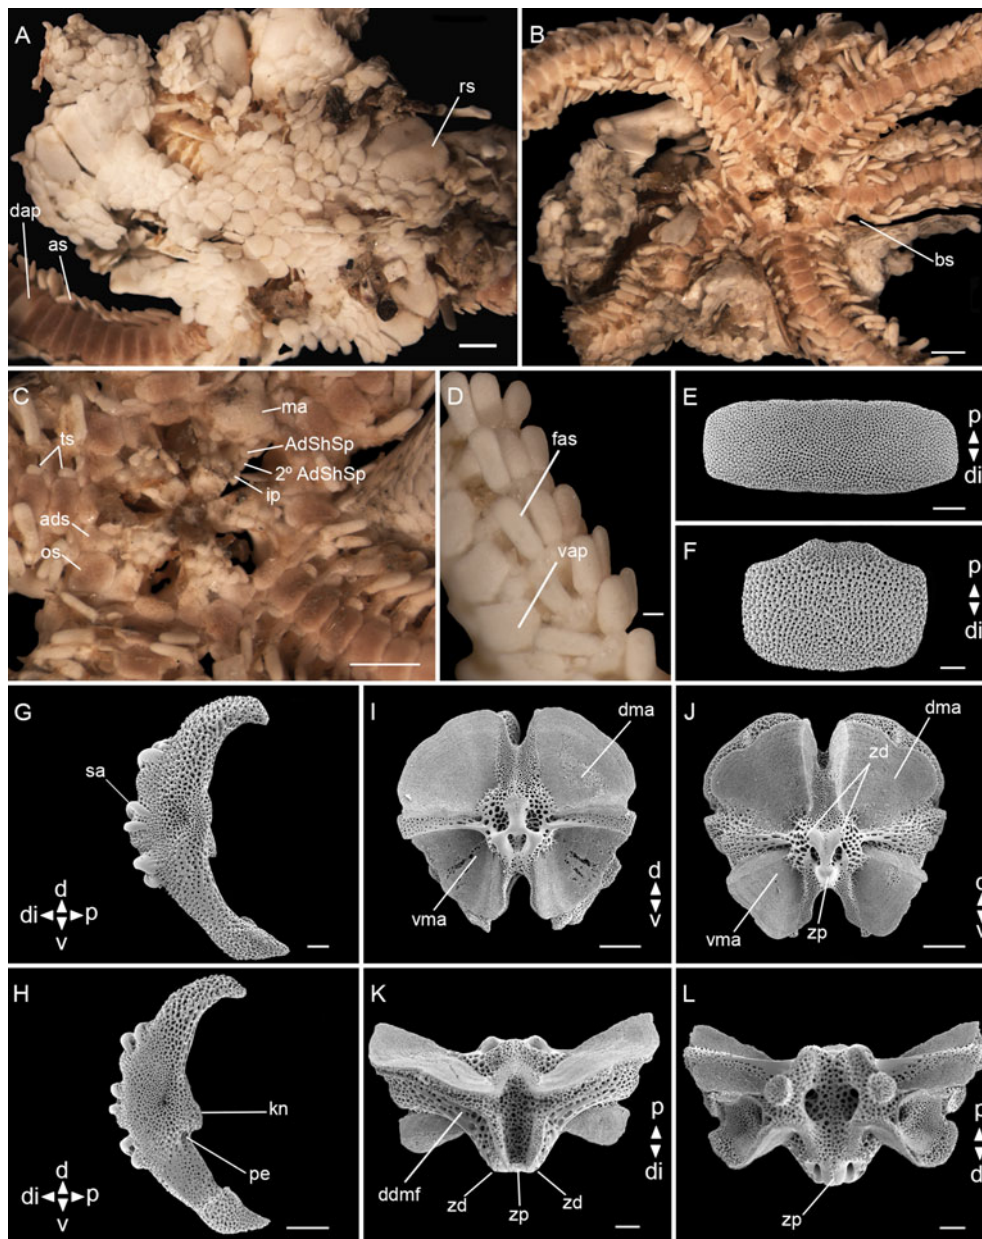 A
rs
dap
as
B
bs
C
ma
AdShSp
2º AdShSp
ip
ts
ads
os
D
fas
vap
E
p
di
F
p
di
G
sa
d
di
p
v
H
kn
pe
d
di
p
v
I
dma
vma
d
v
J
dma
zd
vma
zp
d
v
K
ddmf
zd
zp
zd
p
di
L
zp
p
di